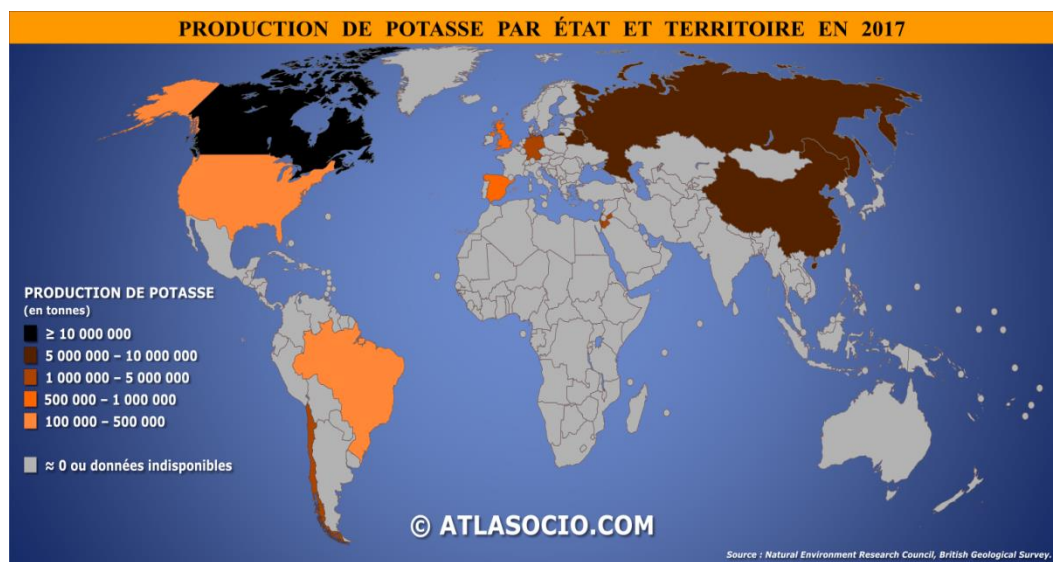 PRODUCTION DE POTASSE PAR ÉTAT ET TERRITOIRE EN 2017
PRODUCTION DE POTASSE
(en tonnes)
≥ 10 000 000
5 000 000 – 10 000 000
1 000 000 – 5 000 000
500 000 – 1 000 000
100 000 – 500 000
≈ 0 ou données indisponibles
© ATLASOCIO.COM
Source : Natural Environment Research Council, British Geological Survey.